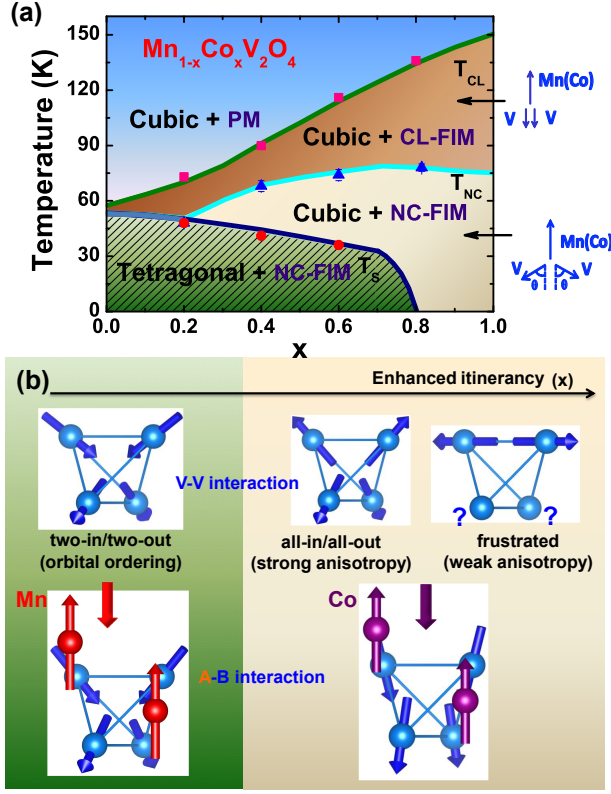 (a)
Temperature (K)
150
120
90
60
30
0
Mn1-xCoxV2O4
Cubic + PM
Cubic + CL-FIM
Cubic + NC-FIM
Tetragonal + NC-FIM
TCL
TNC
TS
0.0 0.2 0.4 0.6 0.8 1.0
x
Mn(Co)
V V
Mn(Co)
V V
θ θ
(b)
Enhanced itinerancy (x)
V-V interaction
? ?
two-in/two-out
(orbital ordering)
all-in/all-out
(strong anisotropy)
frustrated
(weak anisotropy)
Mn
Co
A-B interaction